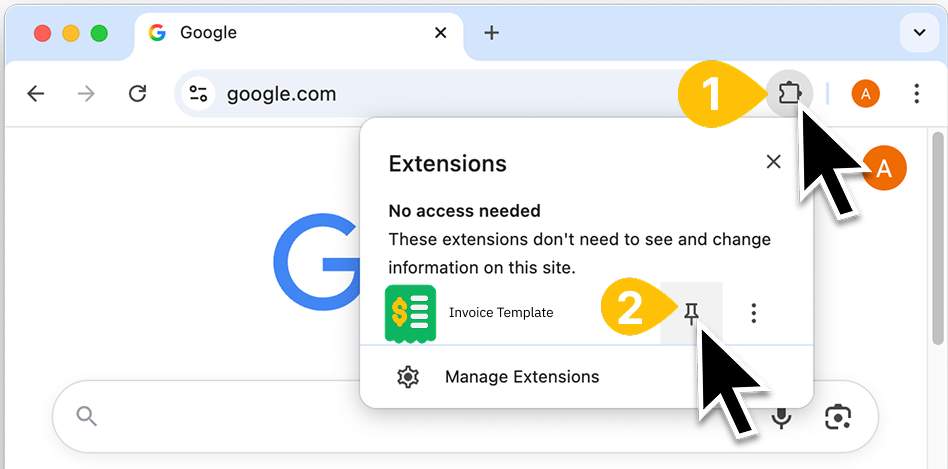 Google
google.com
1
A
A
Extensions
No access needed
These extensions don't need to see and change
information on this site.
$
Invoice Template
2
Manage Extensions
G